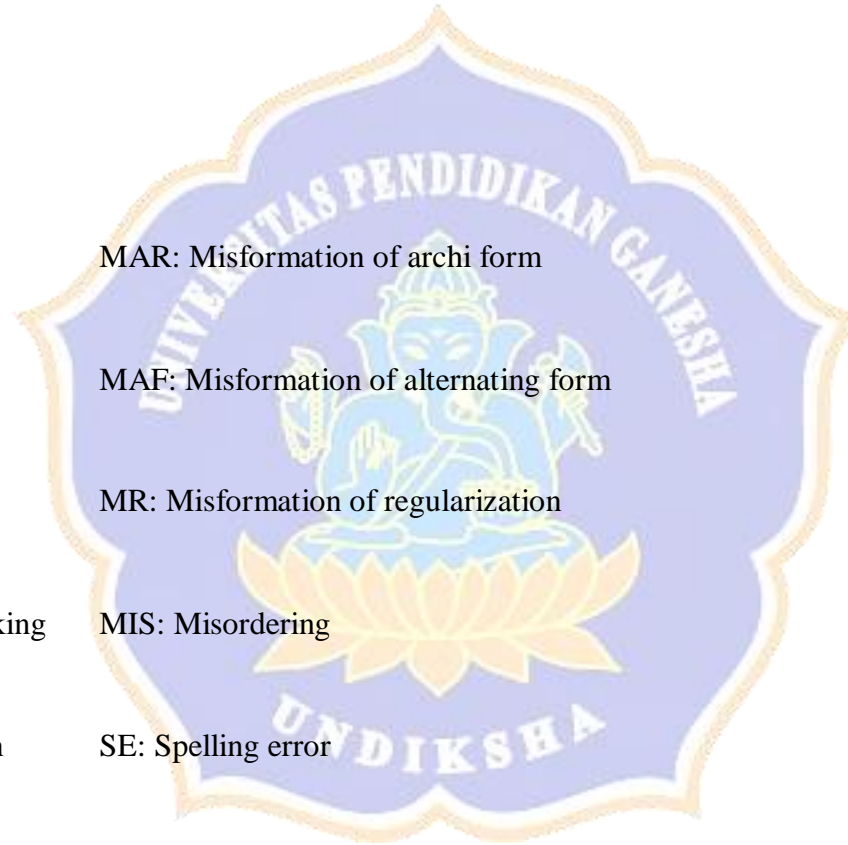 UNIVERSITAS PENDIDIKAN GANESHA
MAR: Misformation of archi form
MAF: Misformation of alternating form
MR: Misformation of regularization
king MIS: Misordering
SE: Spelling error
UNDIKSHA